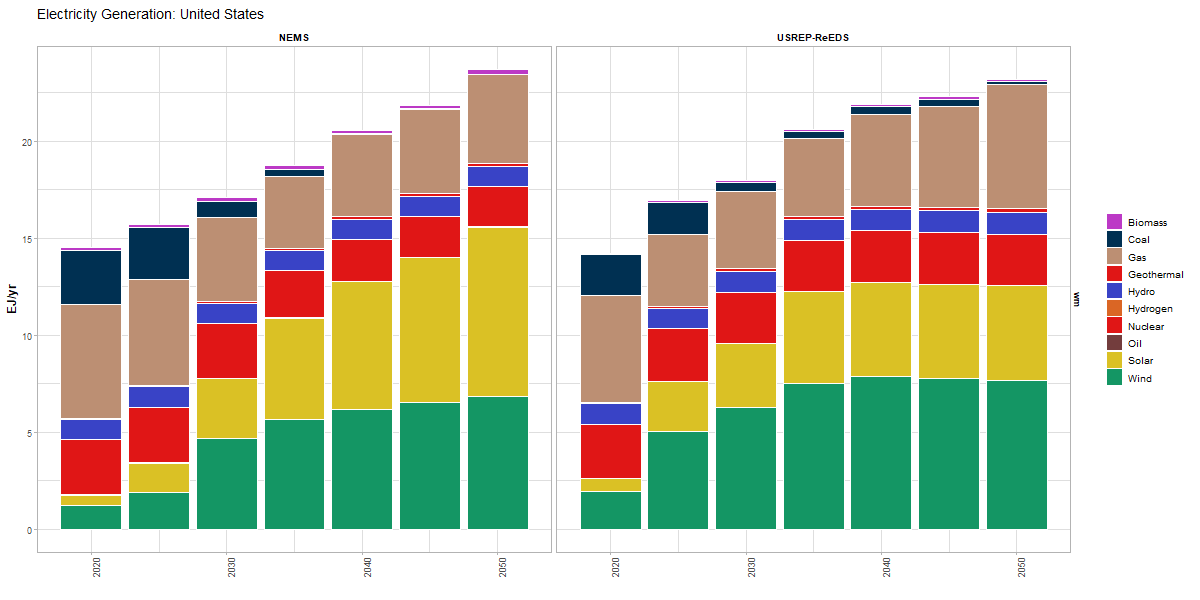 Electricity Generation: United States
NEMS
USREP-ReEDS
EJ/yr
20
15
10
5
0
2020
2030
2040
2050
2020
2030
2040
2050
wm
Biomass
Coal
Gas
Geothermal
Hydro
Hydrogen
Nuclear
Oil
Solar
Wind